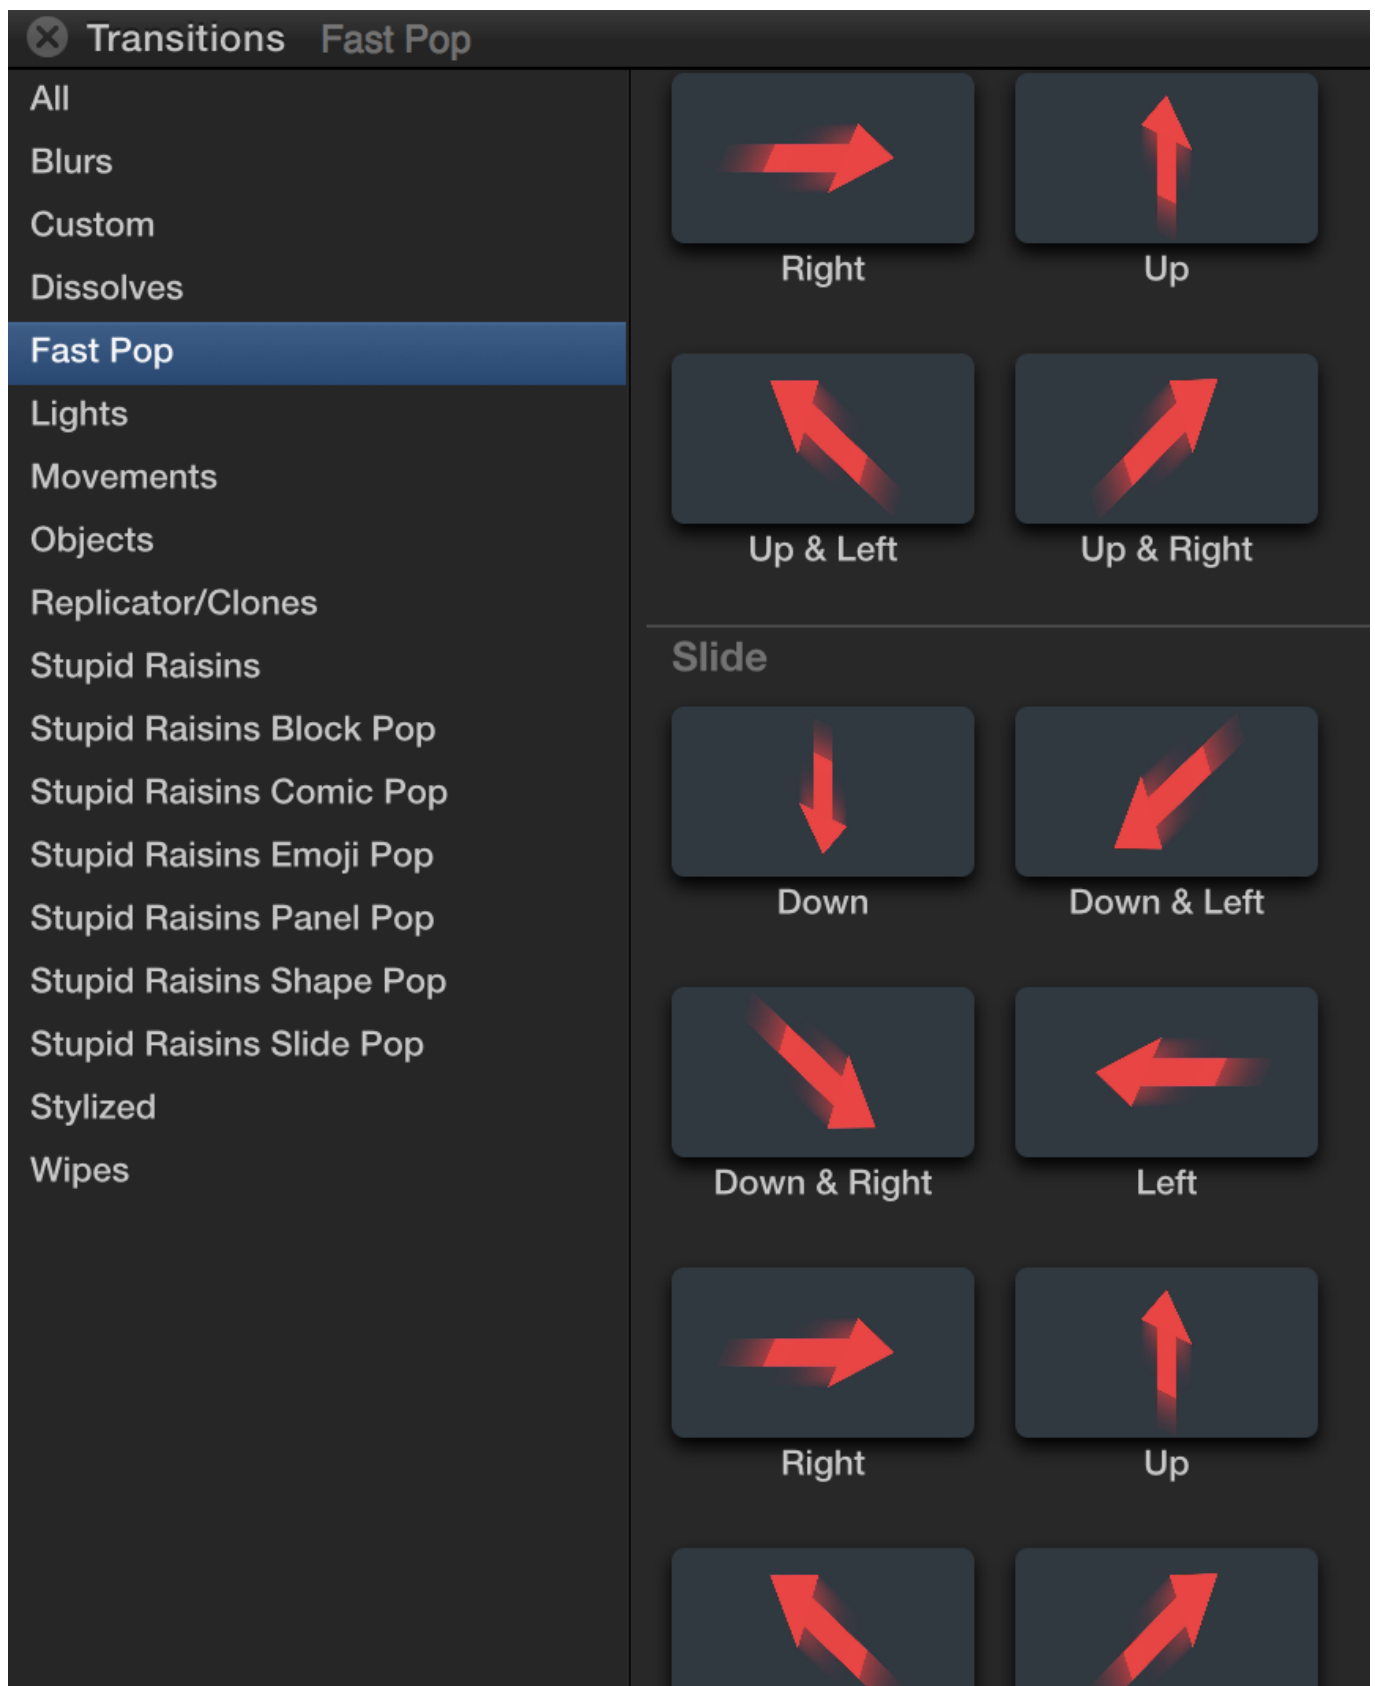 Transitions Fast Pop
All
Blurs
Custom
Dissolves
Fast Pop
Lights
Movements
Objects
Replicator/Clones
Stupid Raisins
Stupid Raisins Block Pop
Stupid Raisins Comic Pop
Stupid Raisins Emoji Pop
Stupid Raisins Panel Pop
Stupid Raisins Shape Pop
Stupid Raisins Slide Pop
Stylized
Wipes
Right Up
Up & Left Up & Right
Slide
Down Down & Left
Down & Right Left
Right Up